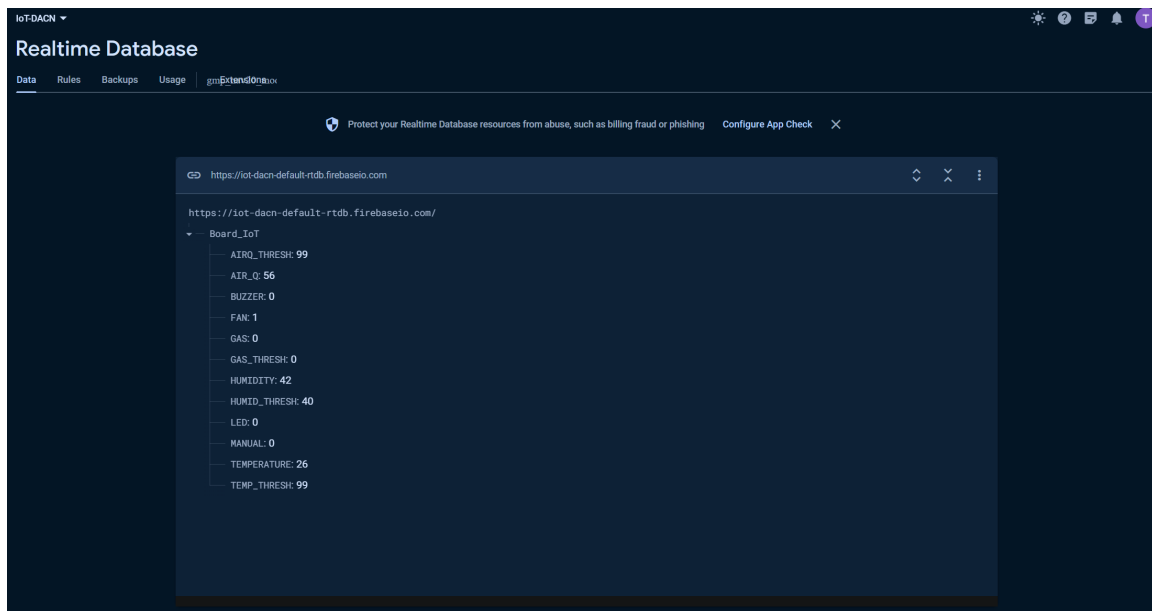 IoT-DACN
Realtime Database
Data Rules Backups Usage Extensions
Protect your Realtime Database resources from abuse, such as billing fraud or phishing Configure App Check
https://iot-dacn-default-rtdb.firebaseio.com
https://iot-dacn-default-rtdb.firebaseio.com/
Board_IoT
AIRQ_THRESH: 99
AIR_Q: 56
BUZZER: 0
FAN: 1
GAS: 0
GAS_THRESH: 0
HUMIDITY: 42
HUMID_THRESH: 40
LED: 0
MANUAL: 0
TEMPERATURE: 26
TEMP_THRESH: 99
T